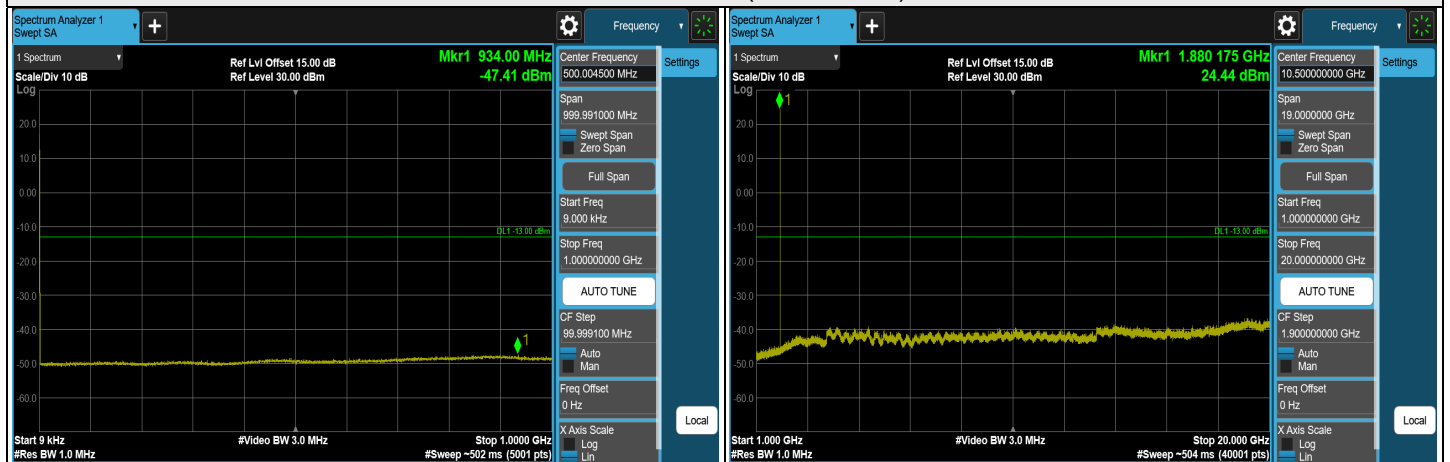 Spectrum Analyzer 1
Swept SA
+
Frequency
1 Spectrum
Scale/Div 10 dB
Log
Ref Lvl Offset 15.00 dB
Ref Level 30.00 dBm
Mkr1 934.00 MHz
-47.41 dBm
20.0
10.0
0.00
-10.0
-20.0
-30.0
-40.0
-50.0
-60.0
DL1 -13.00 dBm
1
Start 9 kHz
#Res BW 1.0 MHz
#Video BW 3.0 MHz
Stop 1.0000 GHz
#Sweep ~502 ms (5001 pts)
Center Frequency
500.004500 MHz
Span
999.991000 MHz
Swept Span
Zero Span
Full Span
Start Freq
9.000 kHz
Stop Freq
1.000000000 GHz
AUTO TUNE
CF Step
99.999100 MHz
Auto
Man
Freq Offset
0 Hz
X Axis Scale
Log
Lin
Settings
Local
Spectrum Analyzer 1
Swept SA
+
Frequency
1 Spectrum
Scale/Div 10 dB
Log
Ref Lvl Offset 15.00 dB
Ref Level 30.00 dBm
Mkr1 1.880 175 GHz
24.44 dBm
1
20.0
10.0
0.00
-10.0
-20.0
-30.0
-40.0
-50.0
-60.0
DL1 -13.00 dBm
Start 1.000 GHz
#Res BW 1.0 MHz
#Video BW 3.0 MHz
Stop 20.000 GHz
#Sweep ~504 ms (40001 pts)
Center Frequency
10.500000000 GHz
Span
19.0000000 GHz
Swept Span
Zero Span
Full Span
Start Freq
1.000000000 GHz
Stop Freq
20.000000000 GHz
AUTO TUNE
CF Step
1.900000000 GHz
Auto
Man
Freq Offset
0 Hz
X Axis Scale
Log
Lin
Settings
Local